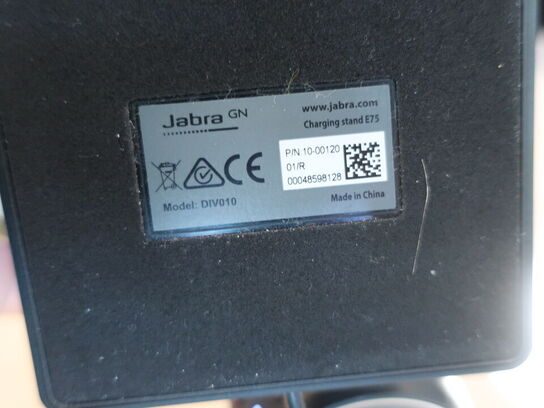 Jabra GN
www.jabra.com
Charging stand E75
CE
P/N 10-00120
01/R
00048598128
Model: DIV010
Made in China